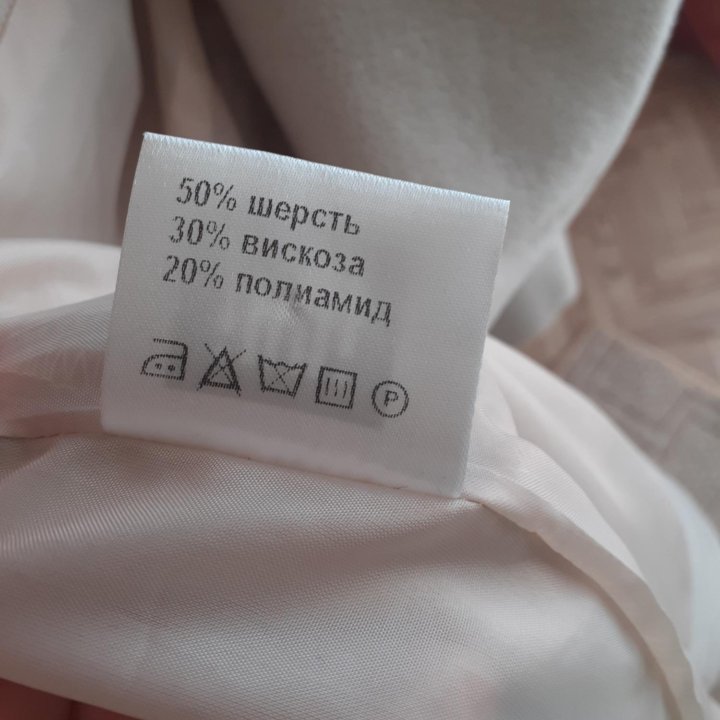 50% шерсть
30% вискоза
20% полиамид
P